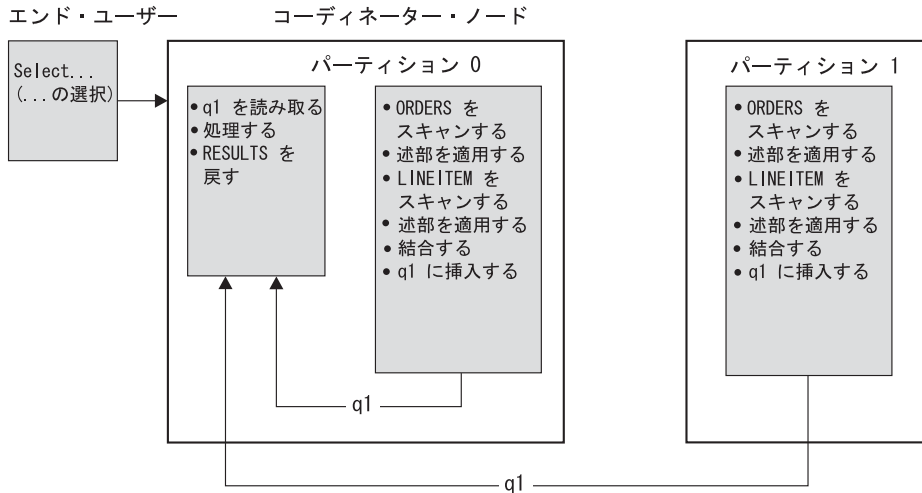 エンド・ユーザー
コーディネーター・ノード
Select...
(...の選択)
パーティション 0
• q1 を読み取る
• 処理する
• RESULTS を
戻す
• ORDERS を
スキャンする
• 述部を適用する
• LINEITEM を
スキャンする
• 述部を適用する
• 結合する
• q1 に挿入する
パーティション 1
• ORDERS を
スキャンする
• 述部を適用する
• LINEITEM を
スキャンする
• 述部を適用する
• 結合する
• q1 に挿入する
q1
q1